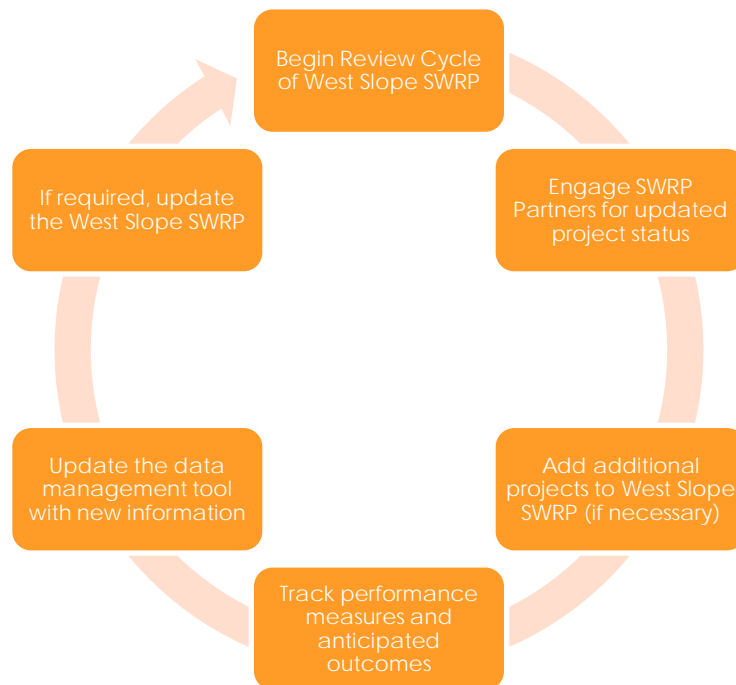 Begin Review Cycle
of West Slope SWRP
Engage SWRP
Partners for updated
project status
Add additional
projects to West Slope
SWRP (if necessary)
Track performance
measures and
anticipated
outcomes
Update the data
management tool
with new information
If required, update
the West Slope SWRP